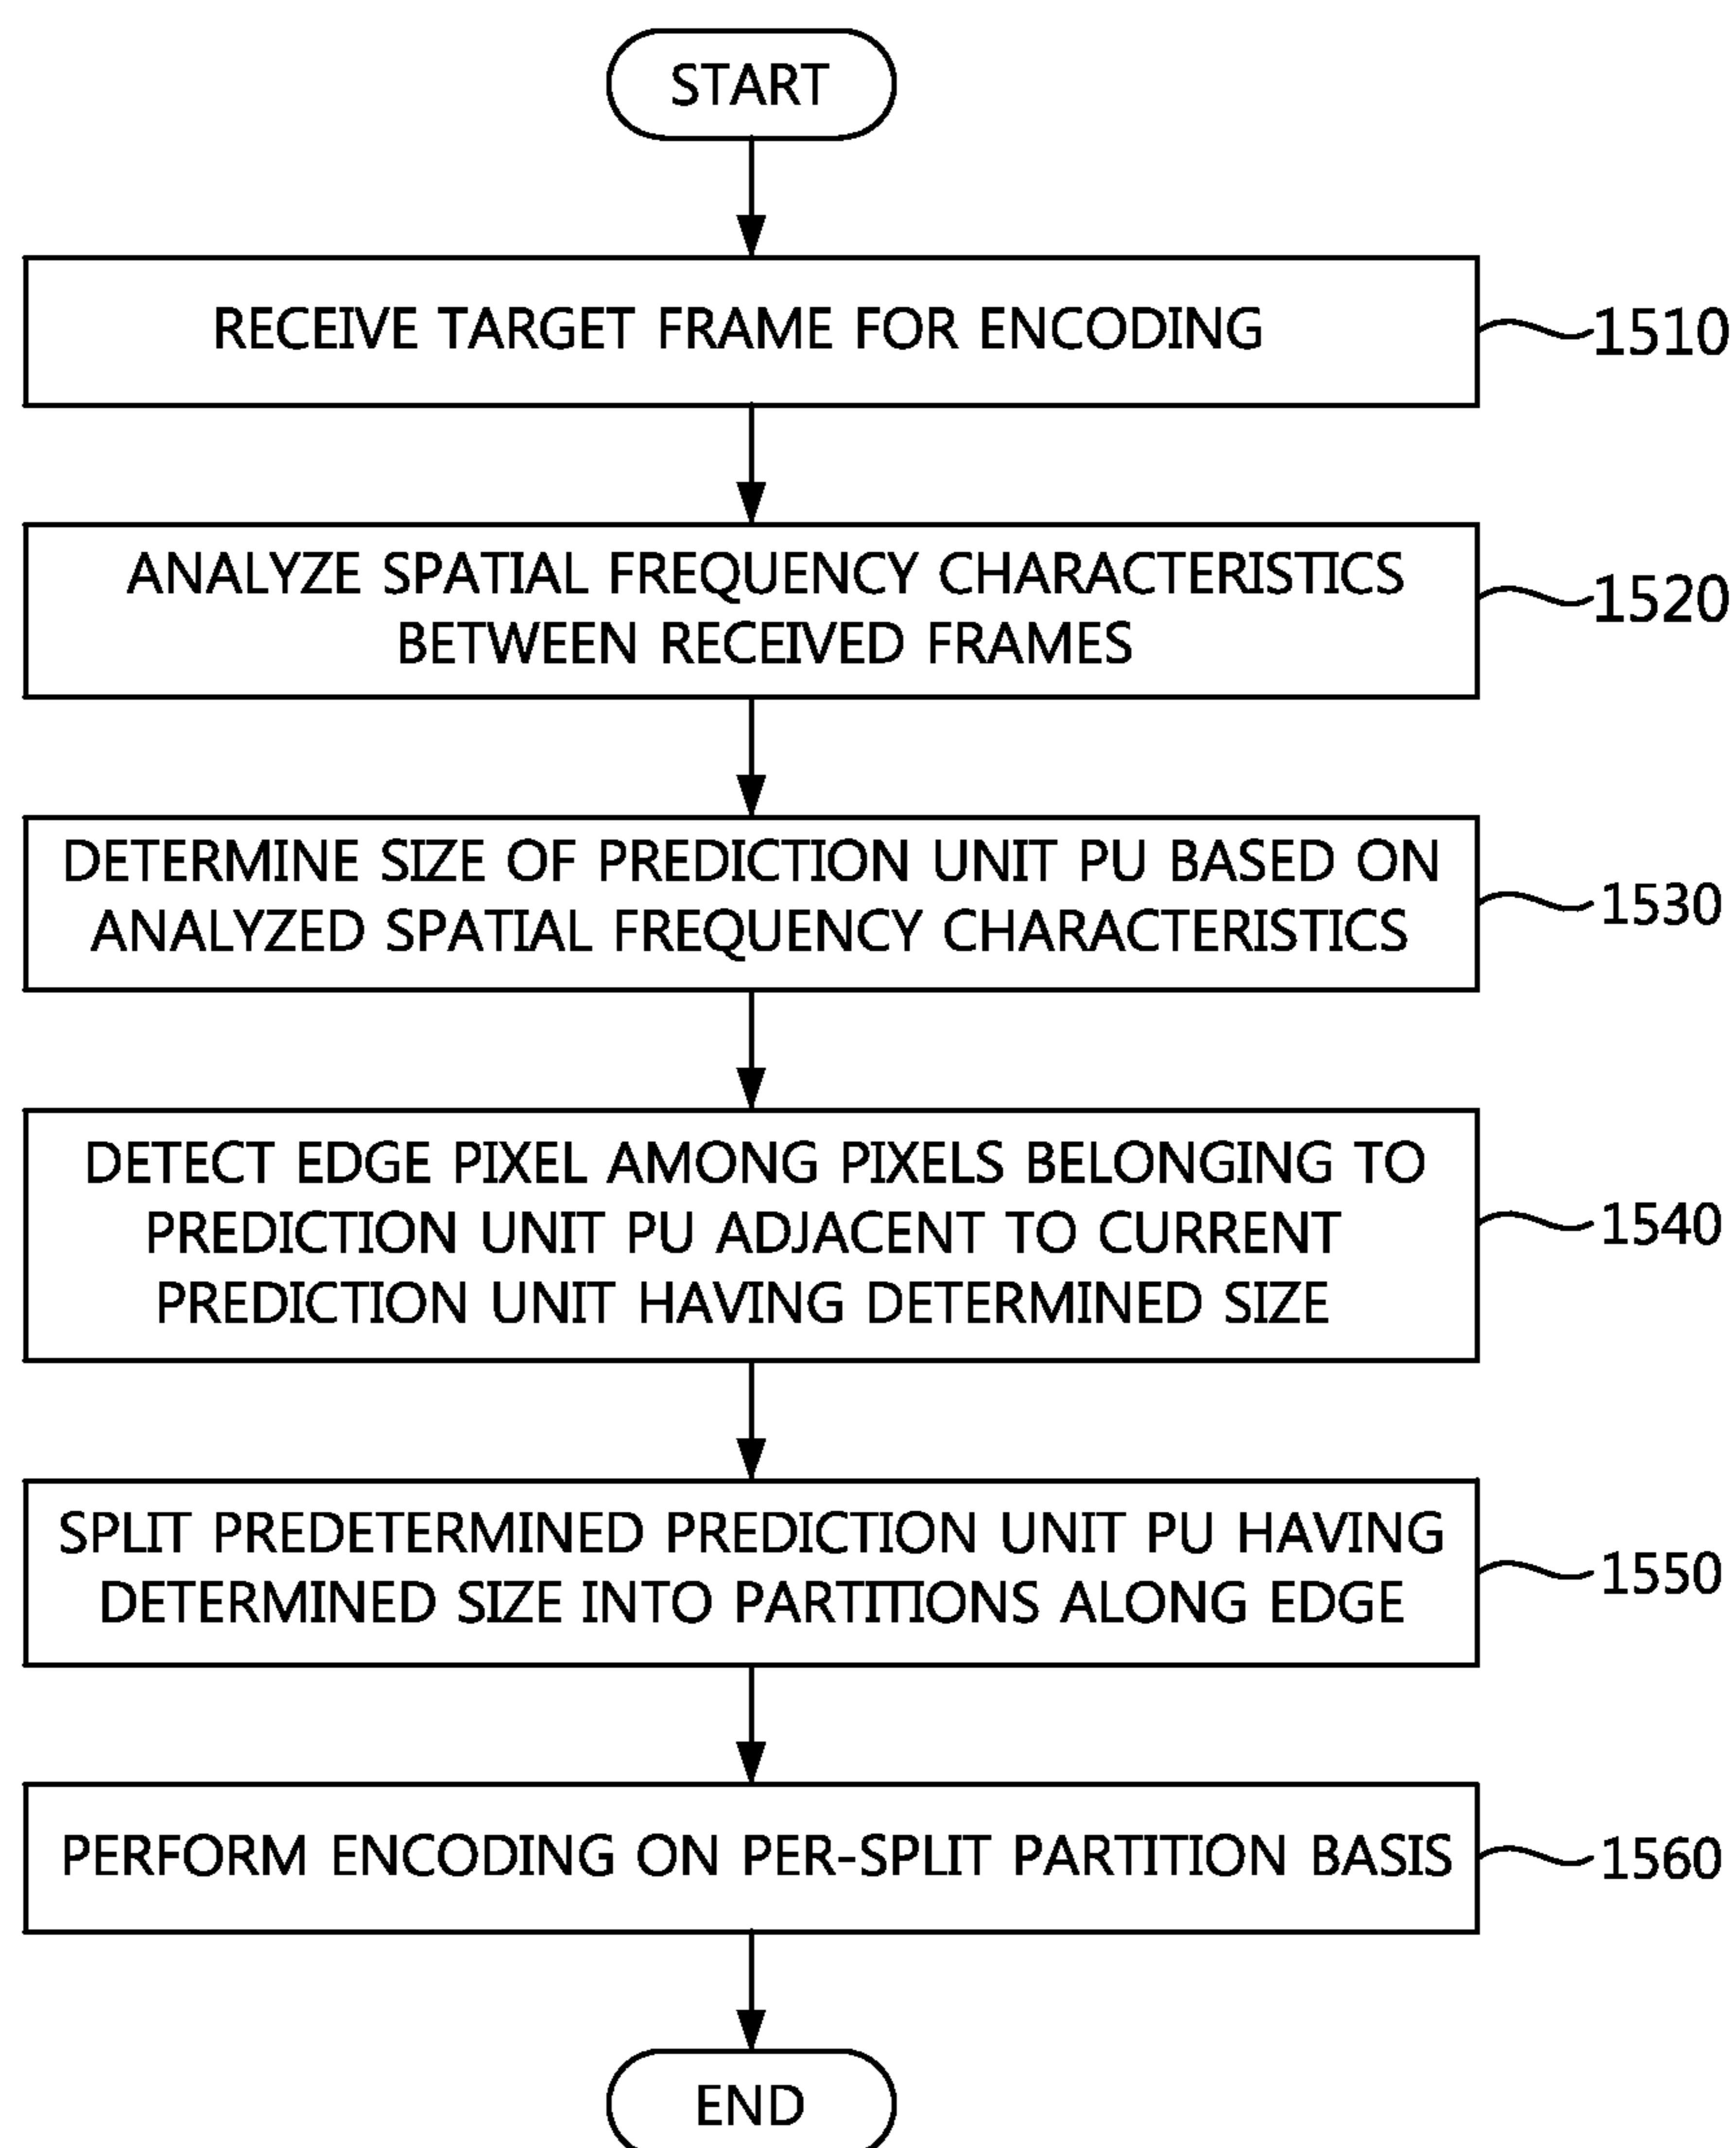 START
RECEIVE TARGET FRAME FOR ENCODING
1510
ANALYZE SPATIAL FREQUENCY CHARACTERISTICS
BETWEEN RECEIVED FRAMES
1520
DETERMINE SIZE OF PREDICTION UNIT PU BASED ON
ANALYZED SPATIAL FREQUENCY CHARACTERISTICS
1530
DETECT EDGE PIXEL AMONG PIXELS BELONGING TO
PREDICTION UNIT PU ADJACENT TO CURRENT
PREDICTION UNIT HAVING DETERMINED SIZE
1540
SPLIT PREDETERMINED PREDICTION UNIT PU HAVING
DETERMINED SIZE INTO PARTITIONS ALONG EDGE
1550
PERFORM ENCODING ON PER-SPLIT PARTITION BASIS
1560
END